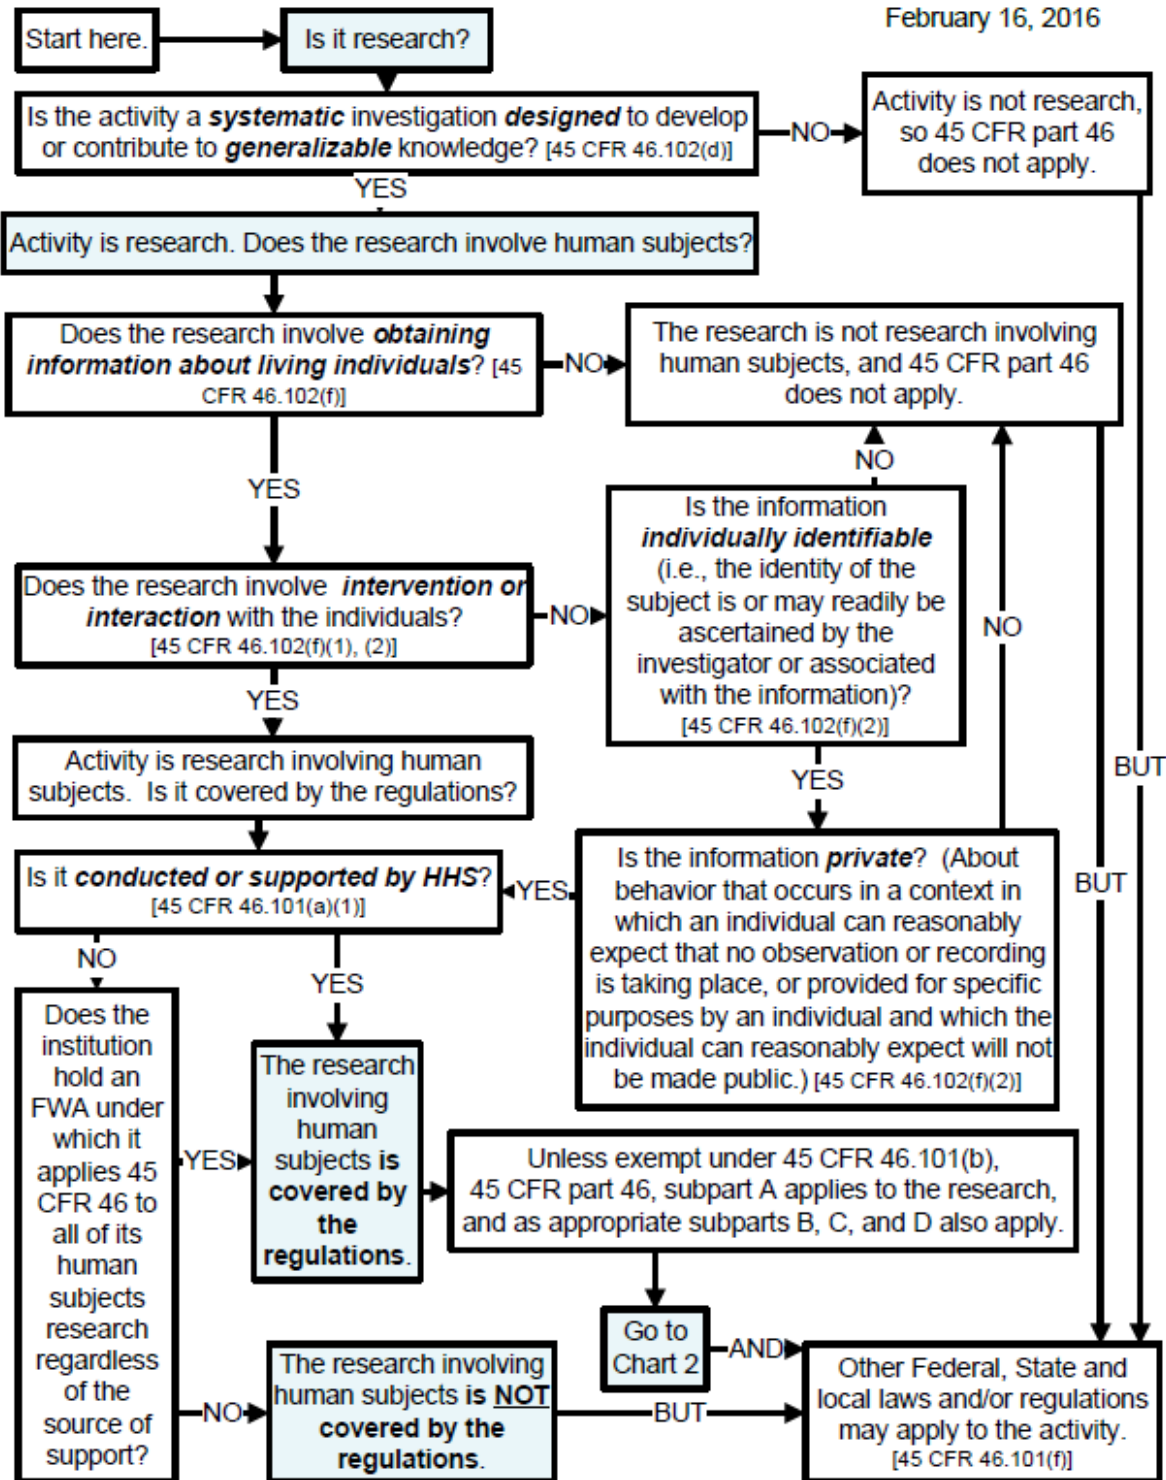 February 16, 2016
Start here.
Is it research?
Is the activity a systematic investigation designed to develop
or contribute to generalizable knowledge? [45 CFR 46.102(d)]
NO
Activity is not research,
so 45 CFR part 46
does not apply.
YES
Activity is research. Does the research involve human subjects?
Does the research involve obtaining
information about living individuals? [45
CFR 46.102(f)]
NO
The research is not research involving
human subjects, and 45 CFR part 46
does not apply.
YES
NO
Is the information
individually identifiable
(i.e., the identity of the
subject is or may readily be
ascertained by the
investigator or associated
with the information)?
[45 CFR 46.102(f)(2)]
NO
Does the research involve intervention or
interaction with the individuals?
[45 CFR 46.102(f)(1), (2)]
NO
YES
YES
BUT
Activity is research involving human
subjects. Is it covered by the regulations?
Is it conducted or supported by HHS?
[45 CFR 46.101(a)(1)]
YES
Is the information private? (About
behavior that occurs in a context in
which an individual can reasonably
expect that no observation or recording
is taking place, or provided for specific
purposes by an individual and which the
individual can reasonably expect will not
be made public.) [45 CFR 46.102(f)(2)]
BUT
NO
YES
Does the
institution
hold an
FWA under
which it
applies 45
CFR 46 to
all of its
human
subjects
research
regardless
of the
source of
support?
YES
The research
involving
human
subjects is
covered by
the
regulations.
Unless exempt under 45 CFR 46.101(b),
45 CFR part 46, subpart A applies to the research,
and as appropriate subparts B, C, and D also apply.
Go to
Chart 2
AND
NO
The research involving
human subjects is NOT
covered by the
regulations.
BUT
Other Federal, State and
local laws and/or regulations
may apply to the activity.
[45 CFR 46.101(f)]